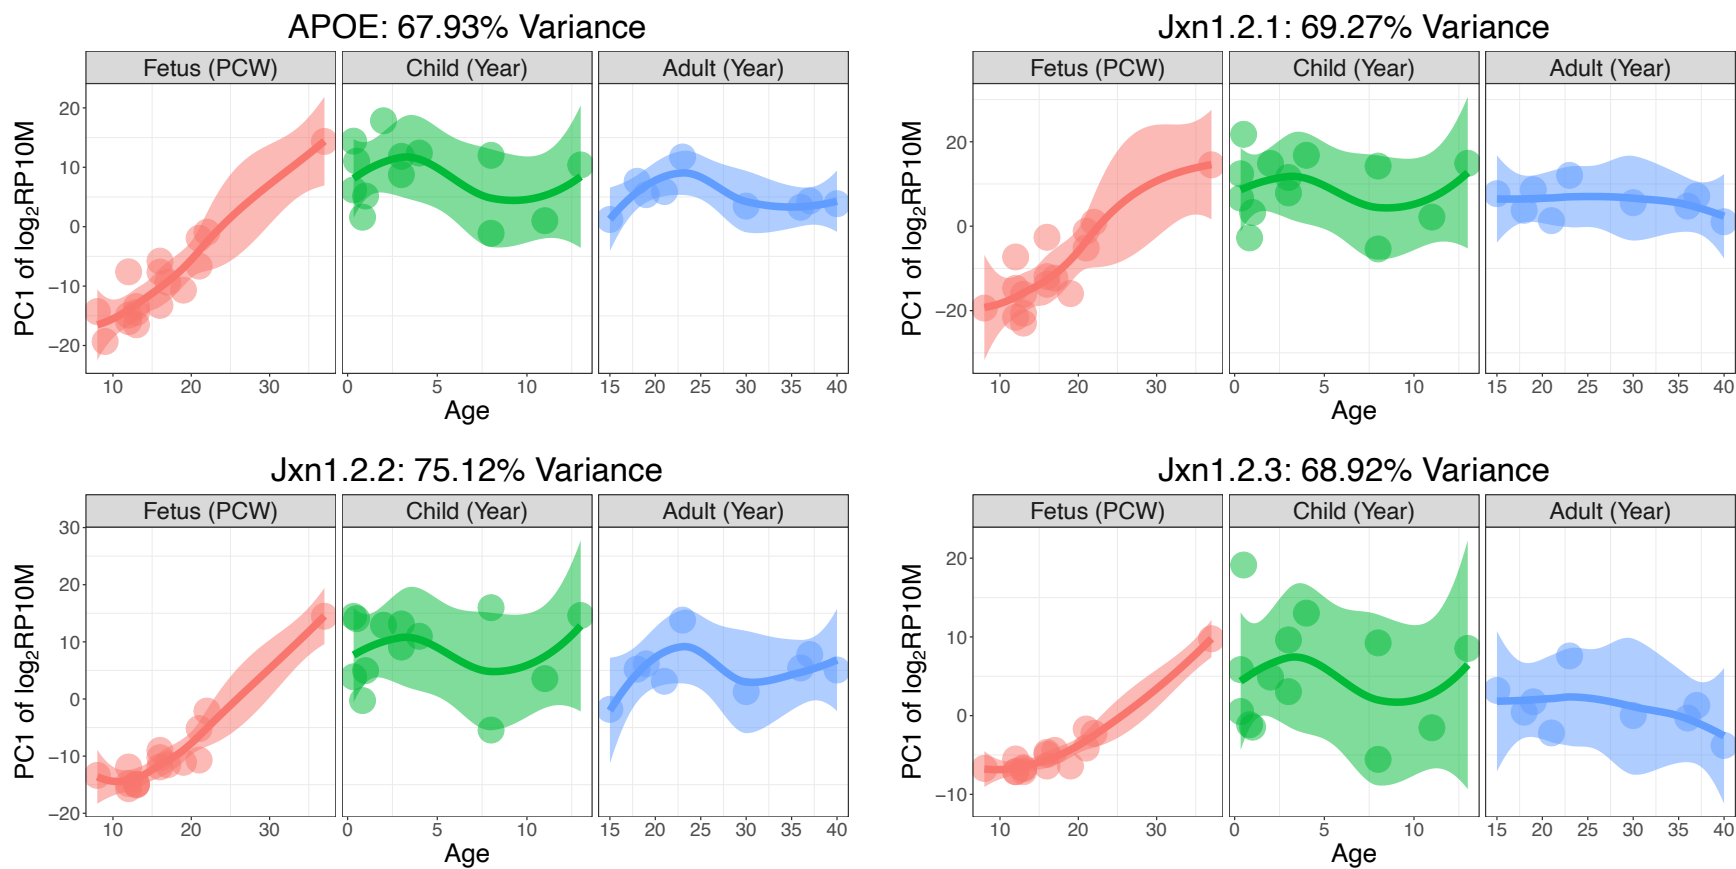 APOE: 67.93% Variance
Fetus (PCW) Child (Year) Adult (Year)
PC1 of log₂RP10M
20
10
0
−10
−20
10 20 30 0 5 10 15 20 25 30 35 40
Age
Jxn1.2.1: 69.27% Variance
Fetus (PCW) Child (Year) Adult (Year)
PC1 of log₂RP10M
20
0
−20
10 20 30 0 5 10 15 20 25 30 35 40
Age
Jxn1.2.2: 75.12% Variance
Fetus (PCW) Child (Year) Adult (Year)
PC1 of log₂RP10M
30
20
10
0
−10
−20
10 20 30 0 5 10 15 20 25 30 35 40
Age
Jxn1.2.3: 68.92% Variance
Fetus (PCW) Child (Year) Adult (Year)
PC1 of log₂RP10M
20
10
0
−10
10 20 30 0 5 10 15 20 25 30 35 40
Age